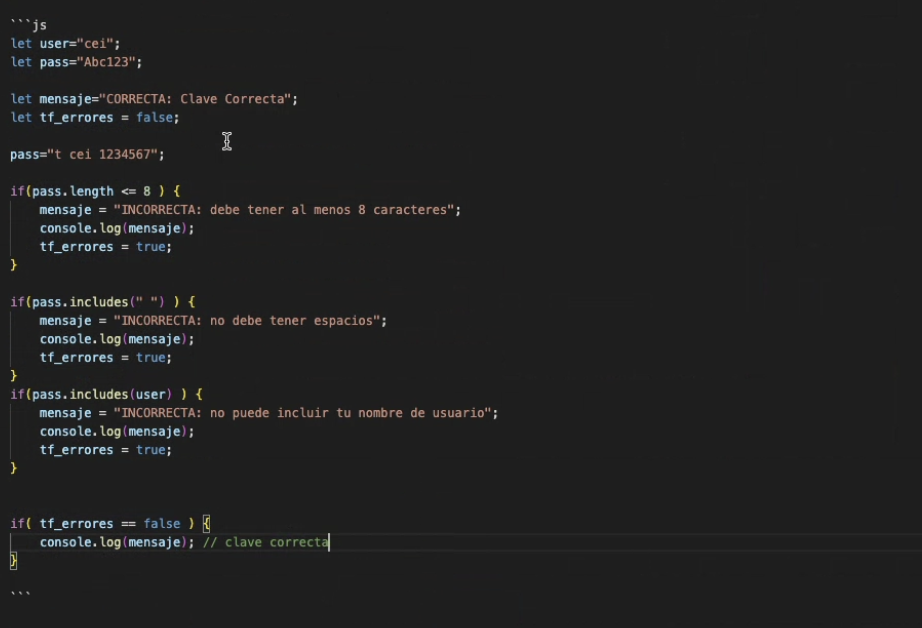 ```js
let user="cei";
let pass="Abc123";
let mensaje="CORRECTA: Clave Correcta";
let tf_errores = false;
pass="t cei 1234567";
if(pass.length <= 8 ) {
    mensaje = "INCORRECTA: debe tener al menos 8 caracteres";
    console.log(mensaje);
    tf_errores = true;
}
if(pass.includes(" ") ) {
    mensaje = "INCORRECTA: no debe tener espacios";
    console.log(mensaje);
    tf_errores = true;
}
if(pass.includes(user) ) {
    mensaje = "INCORRECTA: no puede incluir tu nombre de usuario";
    console.log(mensaje);
    tf_errores = true;
}
if( tf_errores == false ) {
    console.log(mensaje); // clave correcta
}
```